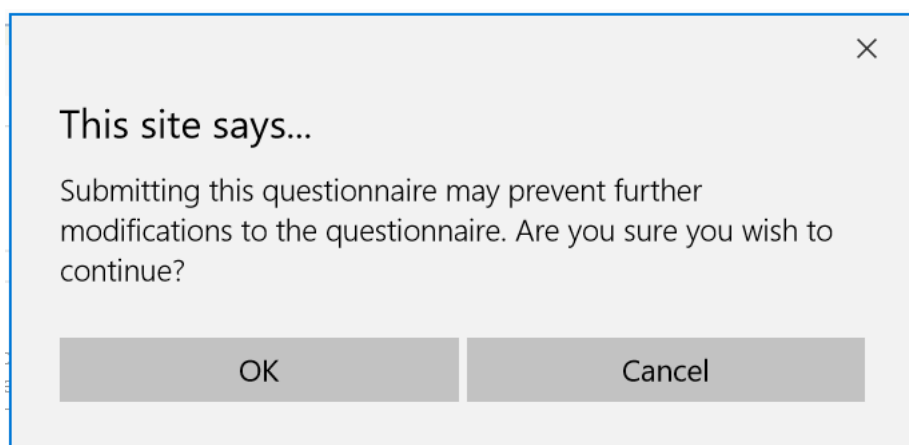 This site says...
Submitting this questionnaire may prevent further
modifications to the questionnaire. Are you sure you wish to
continue?
OK
Cancel